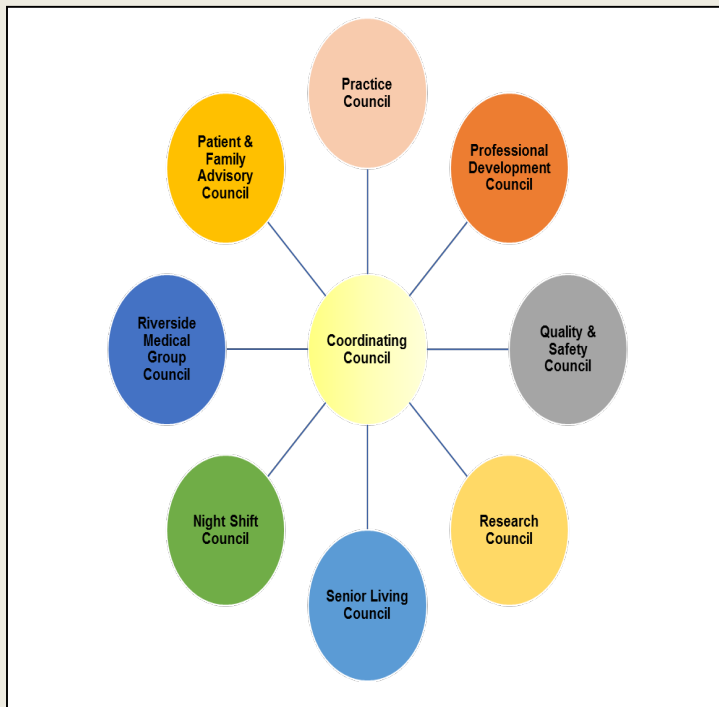 Practice
Council
Professional
Development
Council
Quality &
Safety
Council
Research
Council
Senior Living
Council
Night Shift
Council
Riverside
Medical
Group
Council
Patient &
Family
Advisory
Council
Coordinating
Council